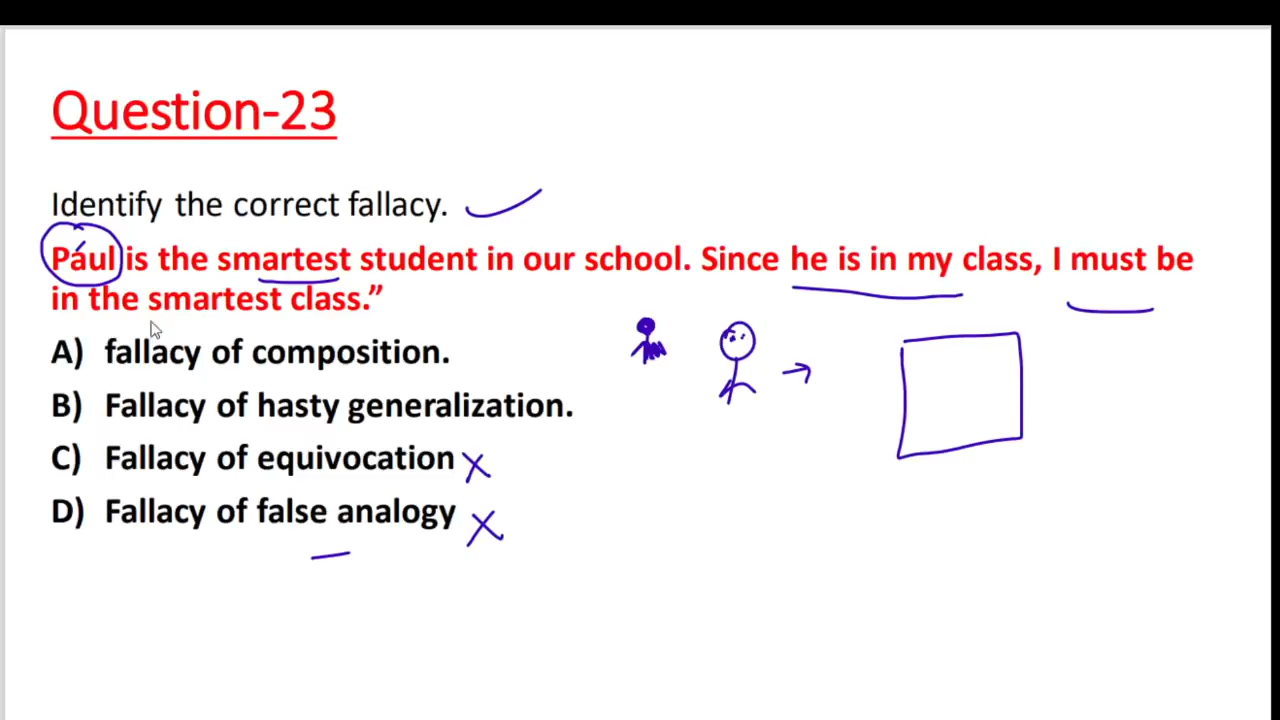 Question-23
Identify the correct fallacy.
Paul is the smartest student in our school. Since he is in my class, I must be
in the smartest class.”
A) fallacy of composition.
B) Fallacy of hasty generalization.
C) Fallacy of equivocation
D) Fallacy of false analogy